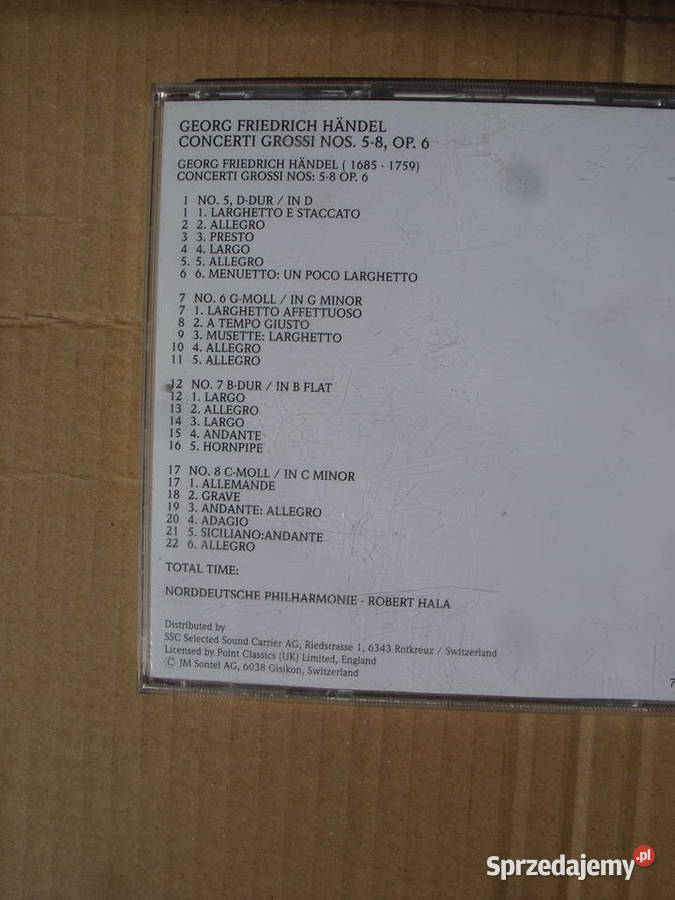 GEORG FRIEDRICH HÄNDEL
CONCERTI GROSSI NOS. 5-8, OP. 6
GEORG FRIEDRICH HÄNDEL ( 1685 - 1759)
CONCERTI GROSSI NOS: 5-8 OP. 6
1 NO. 5, D-DUR / IN D
1 1. LARGHETTO E STACCATO
2 2. ALLEGRO
3 3. PRESTO
4 4. LARGO
5. 5. ALLEGRO
6 6. MENUETTO: UN POCO LARGHETTO
7 NO. 6 G-MOLL / IN G MINOR
7 1. LARGHETTO AFFETTUOSO
8 2. A TEMPO GIUSTO
9 3. MUSETTE: LARGHETTO
10 4. ALLEGRO
11 5. ALLEGRO
12 NO. 7 B-DUR / IN B FLAT
12 1. LARGO
13 2. ALLEGRO
14 3. LARGO
15 4. ANDANTE
16 5. HORNPIPE
17 NO. 8 C-MOLL / IN C MINOR
17 1. ALLEMANDE
18 2. GRAVE
19 3. ANDANTE: ALLEGRO
20 4. ADAGIO
21 5. SICILIANO:ANDANTE
22 6. ALLEGRO
TOTAL TIME:
NORDDEUTSCHE PHILHARMONIE - ROBERT HALA
Distributed by
SSC Selected Sound Carrier AG, Riedstrasse 1, 6343 Rotkreuz / Switzerland
Licensed by Point Classics (UK) Limited, England
© JM Sontel AG, 6038 Gisikon, Switzerland
7
Sprzedajemy.pl